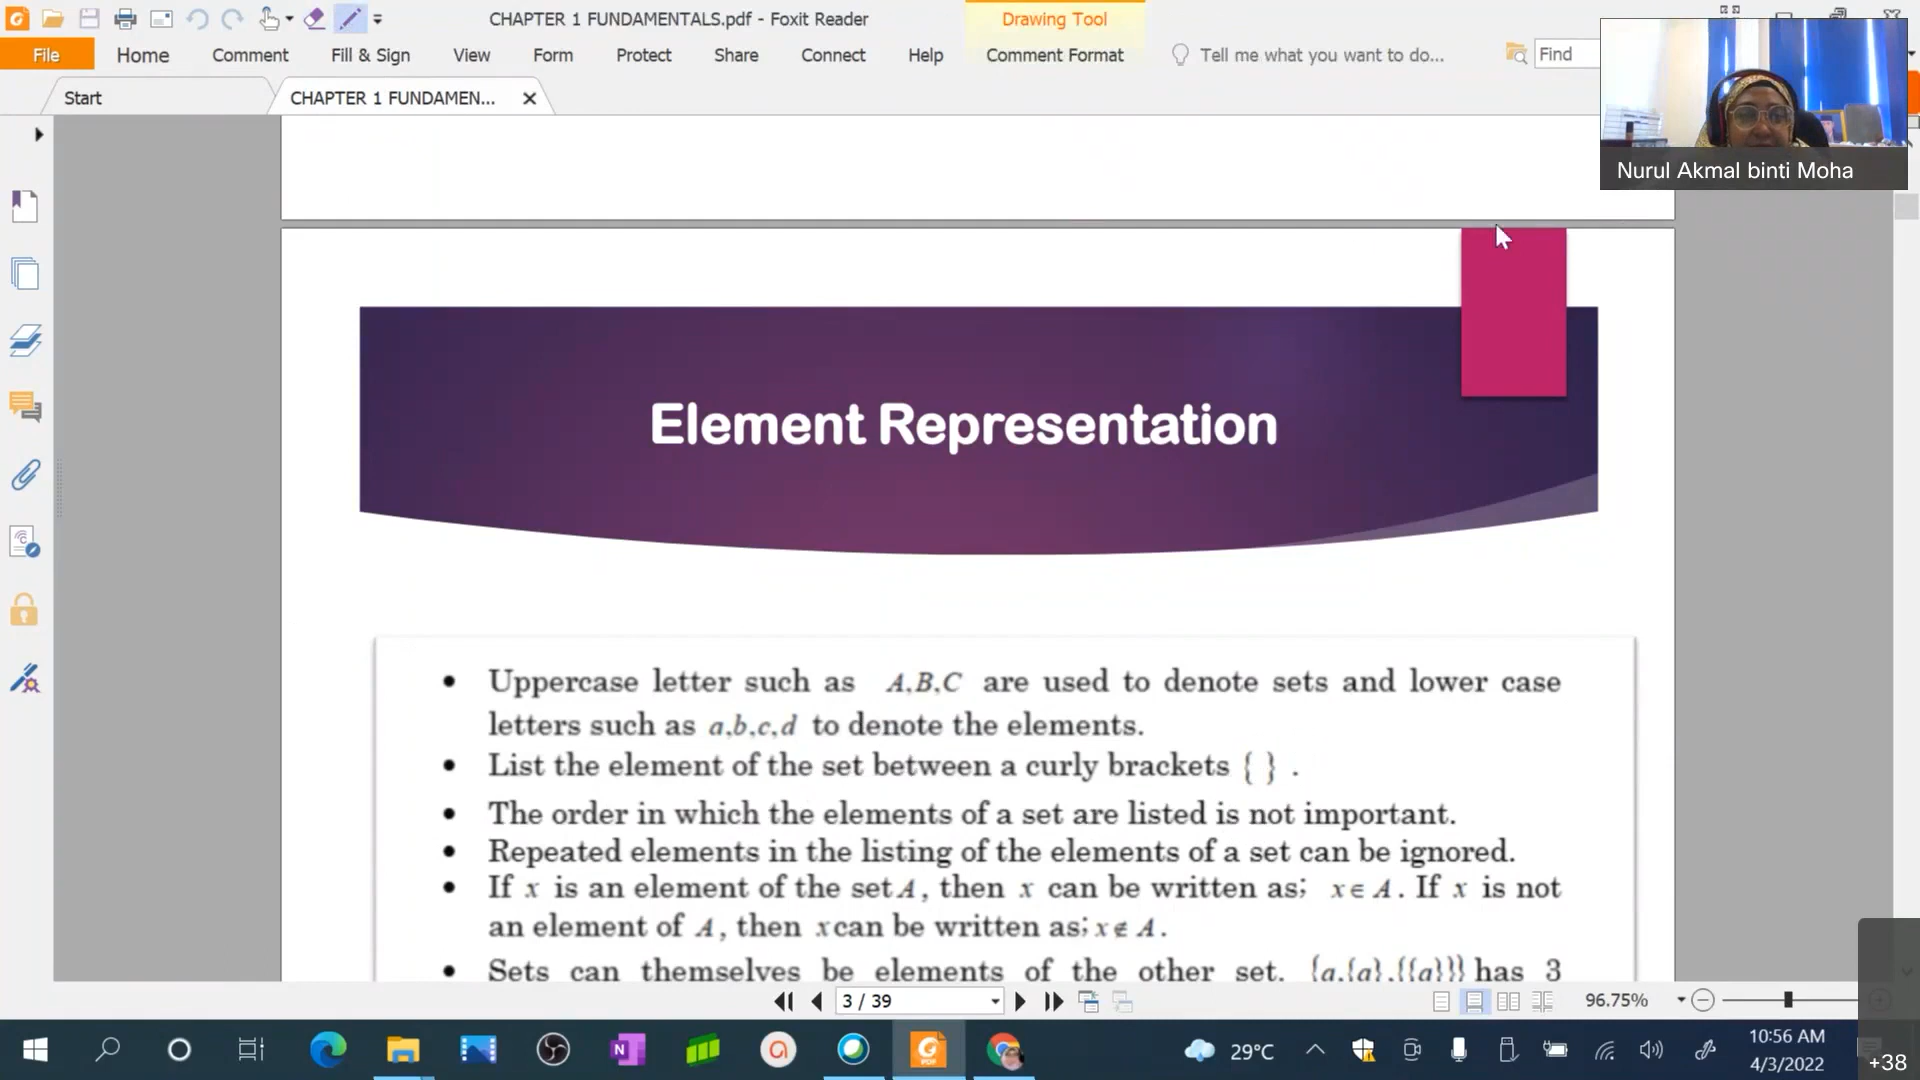 CHAPTER 1 FUNDAMENTALS.pdf - Foxit Reader
Drawing Tool
File Home Comment Fill & Sign View Form Protect Share Connect Help Comment Format Tell me what you want to do... Find
Start
CHAPTER 1 FUNDAMEN...
Nurul Akmal binti Moha
Element Representation
• Uppercase letter such as A,B,C are used to denote sets and lower case
letters such as a,b,c,d to denote the elements.
• List the element of the set between a curly brackets { } .
• The order in which the elements of a set are listed is not important.
• Repeated elements in the listing of the elements of a set can be ignored.
• If x is an element of the set A, then x can be written as; x ∈ A. If x is not
an element of A, then x can be written as; x ∉ A.
• Sets can themselves be elements of the other set. {a,{a},{{a}}} has 3
3 / 39
96.75%
29°C
10:56 AM
4/3/2022
+38